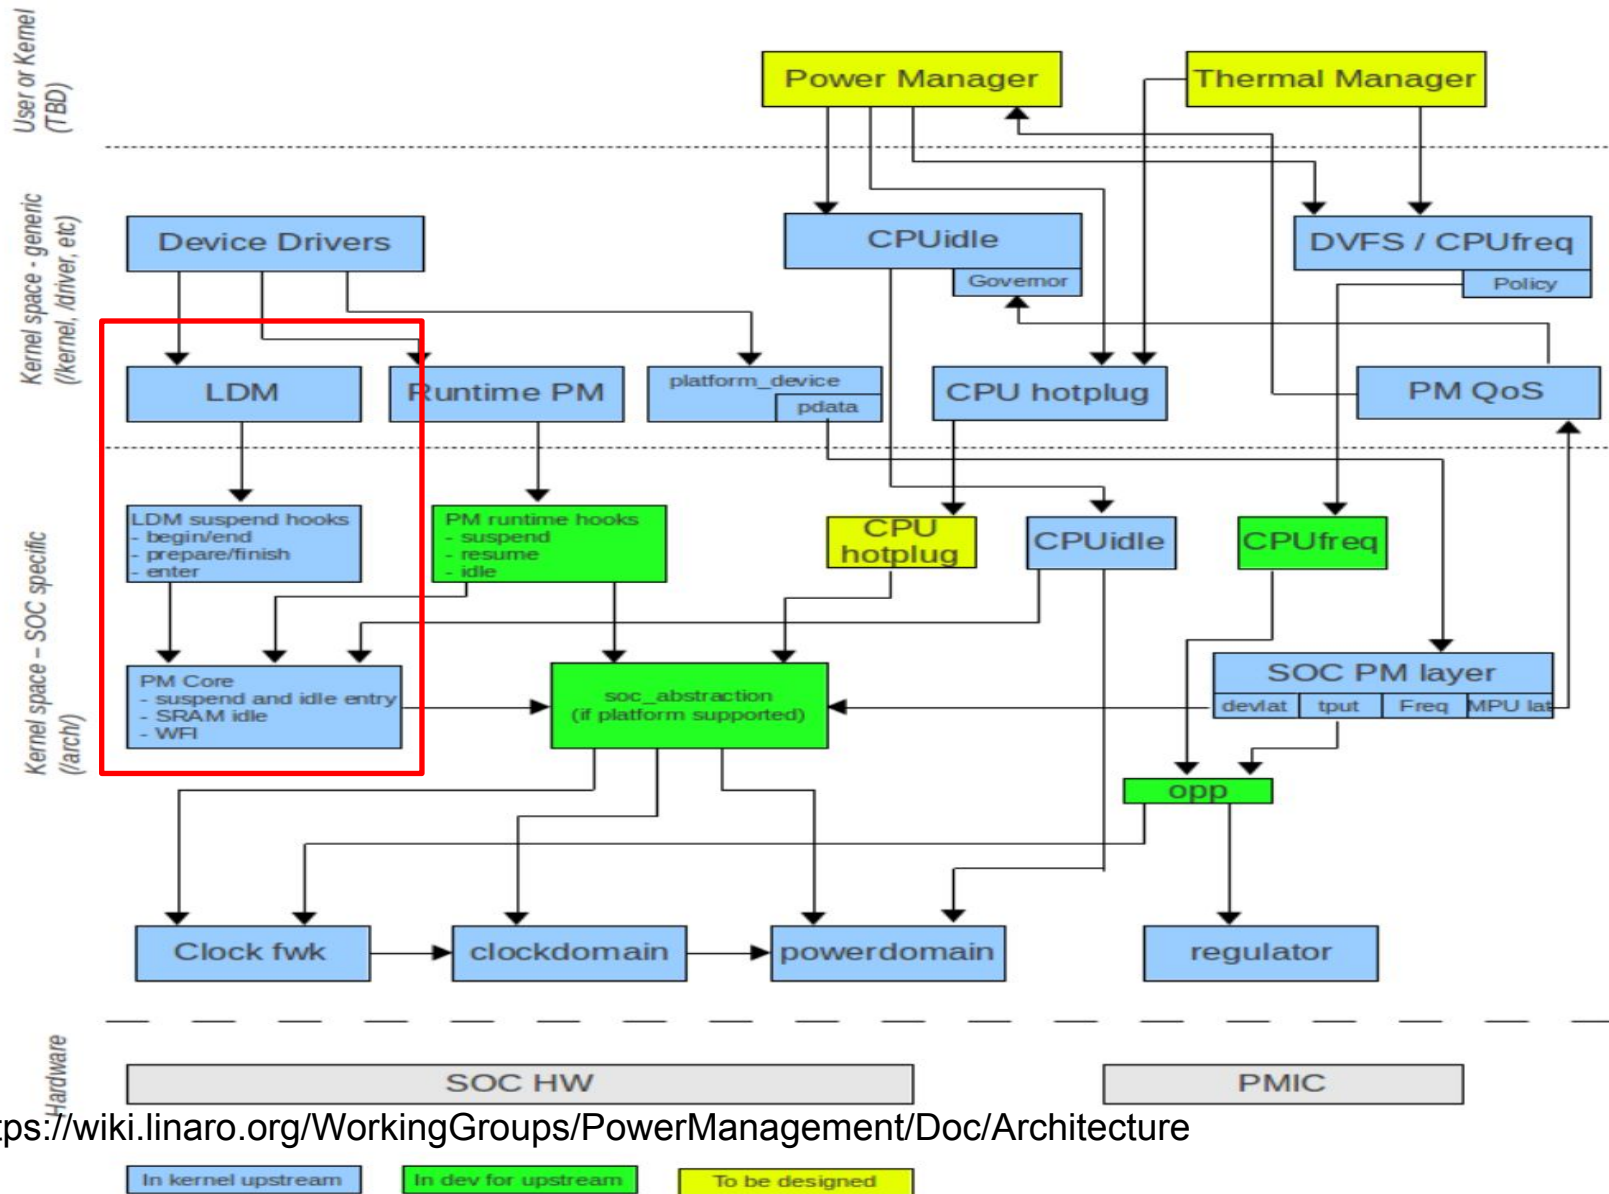 User or Kernel
(TBD)
Power Manager
Thermal Manager
Kernel space - generic
(/kernel, /driver, etc)
Device Drivers
CPUidle
Governor
DVFS / CPUfreq
Policy
LDM
Runtime PM
platform_device
pdata
CPU hotplug
PM QoS
Kernel space – SOC specific
(/arch/)
LDM suspend hooks
- begin/end
- prepare/finish
- enter
PM runtime hooks
- suspend
- resume
- idle
CPU
hotplug
CPUidle
CPUfreq
PM Core
- suspend and idle entry
- SRAM idle
- WFI
soc_abstraction
(if platform supported)
SOC PM layer
devlat
tput
Freq
MPU lat
opp
Clock fwk
clockdomain
powerdomain
regulator
Hardware
SOC HW
PMIC
tps://wiki.linaro.org/WorkingGroups/PowerManagement/Doc/Architecture
In kernel upstream
In dev for upstream
To be designed